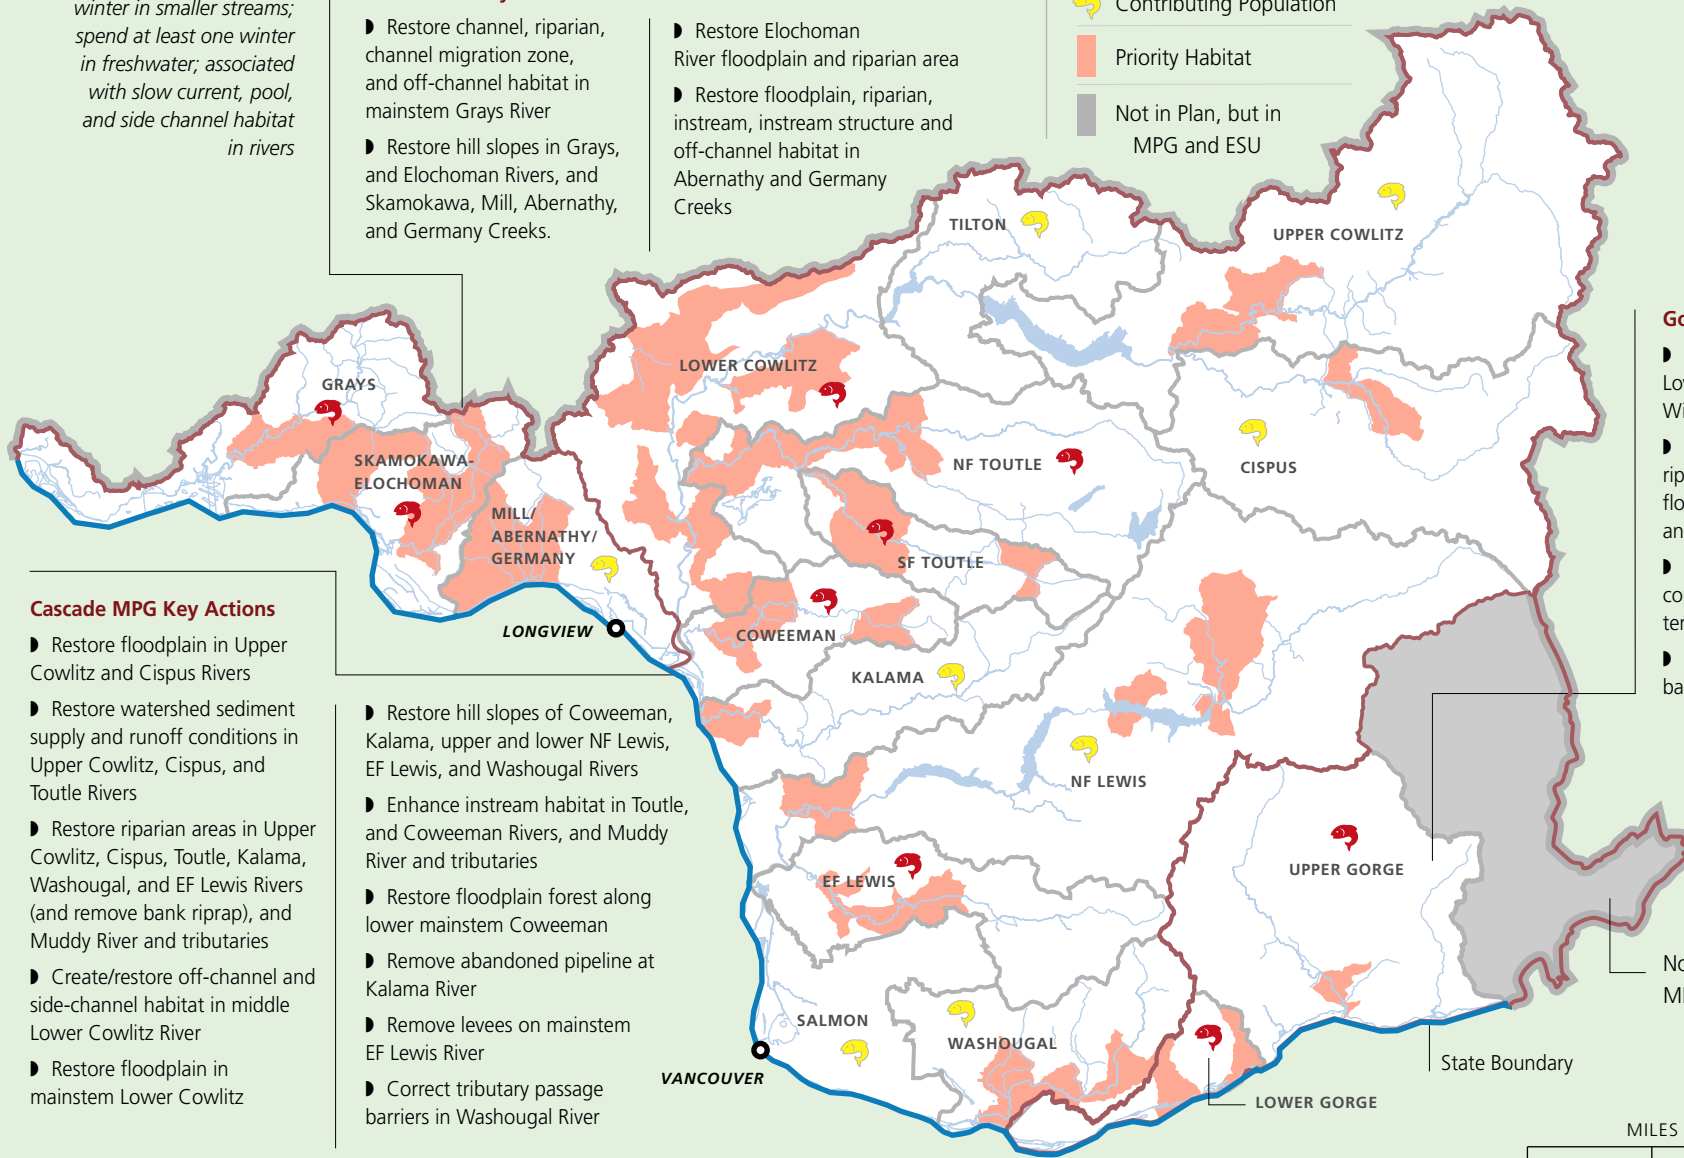 winter in smaller streams;
spend at least one winter
in freshwater; associated
with slow current, pool,
and side channel habitat
in rivers
◗ Restore channel, riparian,
channel migration zone,
and off-channel habitat in
mainstem Grays River
◗ Restore hill slopes in Grays,
and Elochoman Rivers, and
Skamokawa, Mill, Abernathy,
and Germany Creeks.
◗ Restore Elochoman
River floodplain and riparian area
◗ Restore floodplain, riparian,
instream, instream structure and
off-channel habitat in
Abernathy and Germany
Creeks
Contributing Population
Priority Habitat
Not in Plan, but in
MPG and ESU
TILTON
UPPER COWLITZ
LOWER COWLITZ
GRAYS
SKAMOKAWA-
ELOCHOMAN
MILL/
ABERNATHY/
GERMANY
NF TOUTLE
CISPUS
SF TOUTLE
COWEEMAN
KALAMA
NF LEWIS
EF LEWIS
UPPER GORGE
SALMON
WASHOUGAL
LOWER GORGE
LONGVIEW
VANCOUVER
State Boundary
MILES
Cascade MPG Key Actions
◗ Restore floodplain in Upper
Cowlitz and Cispus Rivers
◗ Restore watershed sediment
supply and runoff conditions in
Upper Cowlitz, Cispus, and
Toutle Rivers
◗ Restore riparian areas in Upper
Cowlitz, Cispus, Toutle, Kalama,
Washougal, and EF Lewis Rivers
(and remove bank riprap), and
Muddy River and tributaries
◗ Create/restore off-channel and
side-channel habitat in middle
Lower Cowlitz River
◗ Restore floodplain in
mainstem Lower Cowlitz
◗ Restore hill slopes of Coweeman,
Kalama, upper and lower NF Lewis,
EF Lewis, and Washougal Rivers
◗ Enhance instream habitat in Toutle,
and Coweeman Rivers, and Muddy
River and tributaries
◗ Restore floodplain forest along
lower mainstem Coweeman
◗ Remove abandoned pipeline at
Kalama River
◗ Remove levees on mainstem
EF Lewis River
◗ Correct tributary passage
barriers in Washougal River